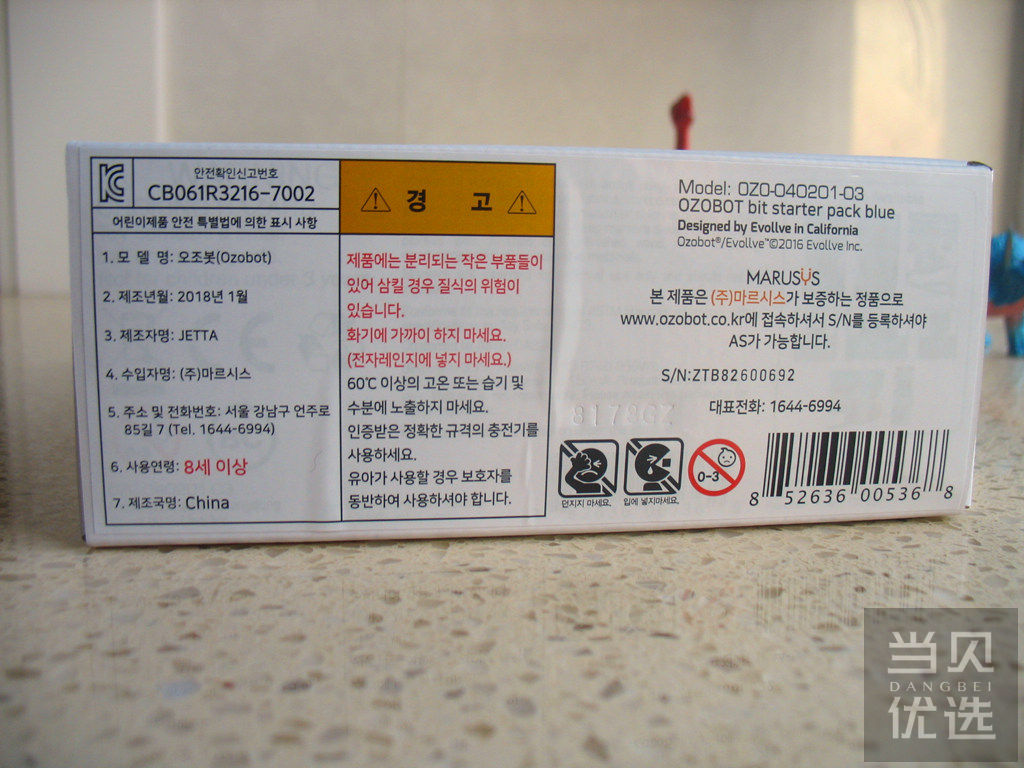 안전확인신고번호
CB061R3216-7002
어린이제품 안전 특별법에 의한 표시 사항
1. 모 델 명: 오조봇(Ozobot)
2. 제조년월: 2018년 1월
3. 제조자명: JETTA
4. 수입자명: (주)마르시스
5. 주소 및 전화번호: 서울 강남구 언주로
85길 7 (Tel. 1644-6994)
6. 사용연령: 8세 이상
7. 제조국명: China
경 고
제품에는 분리되는 작은 부품들이
있어 삼킬 경우 질식의 위험이
있습니다.
화기에 가까이 하지 마세요.
(전자레인지에 넣지 마세요.)
60℃ 이상의 고온 또는 습기 및
수분에 노출하지 마세요.
인증받은 정확한 규격의 충전기를
사용하세요.
유아가 사용할 경우 보호자를
동반하여 사용하셔야 합니다.
Model: OZO-040201-03
OZOBOT bit starter pack blue
Designed by Evollve in California
Ozobot®/Evollve™©2016 Evollve Inc.
MARUSYS
본 제품은 (주)마르시스가 보증하는 정품으로
www.ozobot.co.kr에 접속하셔서 S/N를 등록하셔야
AS가 가능합니다.
S/N:ZTB82600692
8178GZ
대표전화: 1644-6994
던지지 마세요.
입에 넣지마세요.
0-3
8 52636 00536 8
当贝
DANGBEI
优选